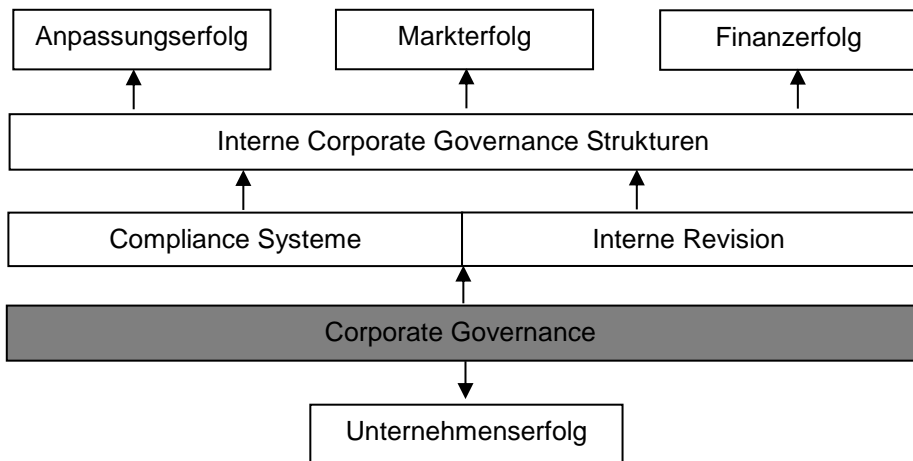 Anpassungserfolg
Markterfolg
Finanzerfolg
Interne Corporate Governance Strukturen
Compliance Systeme
Interne Revision
Corporate Governance
Unternehmenserfolg